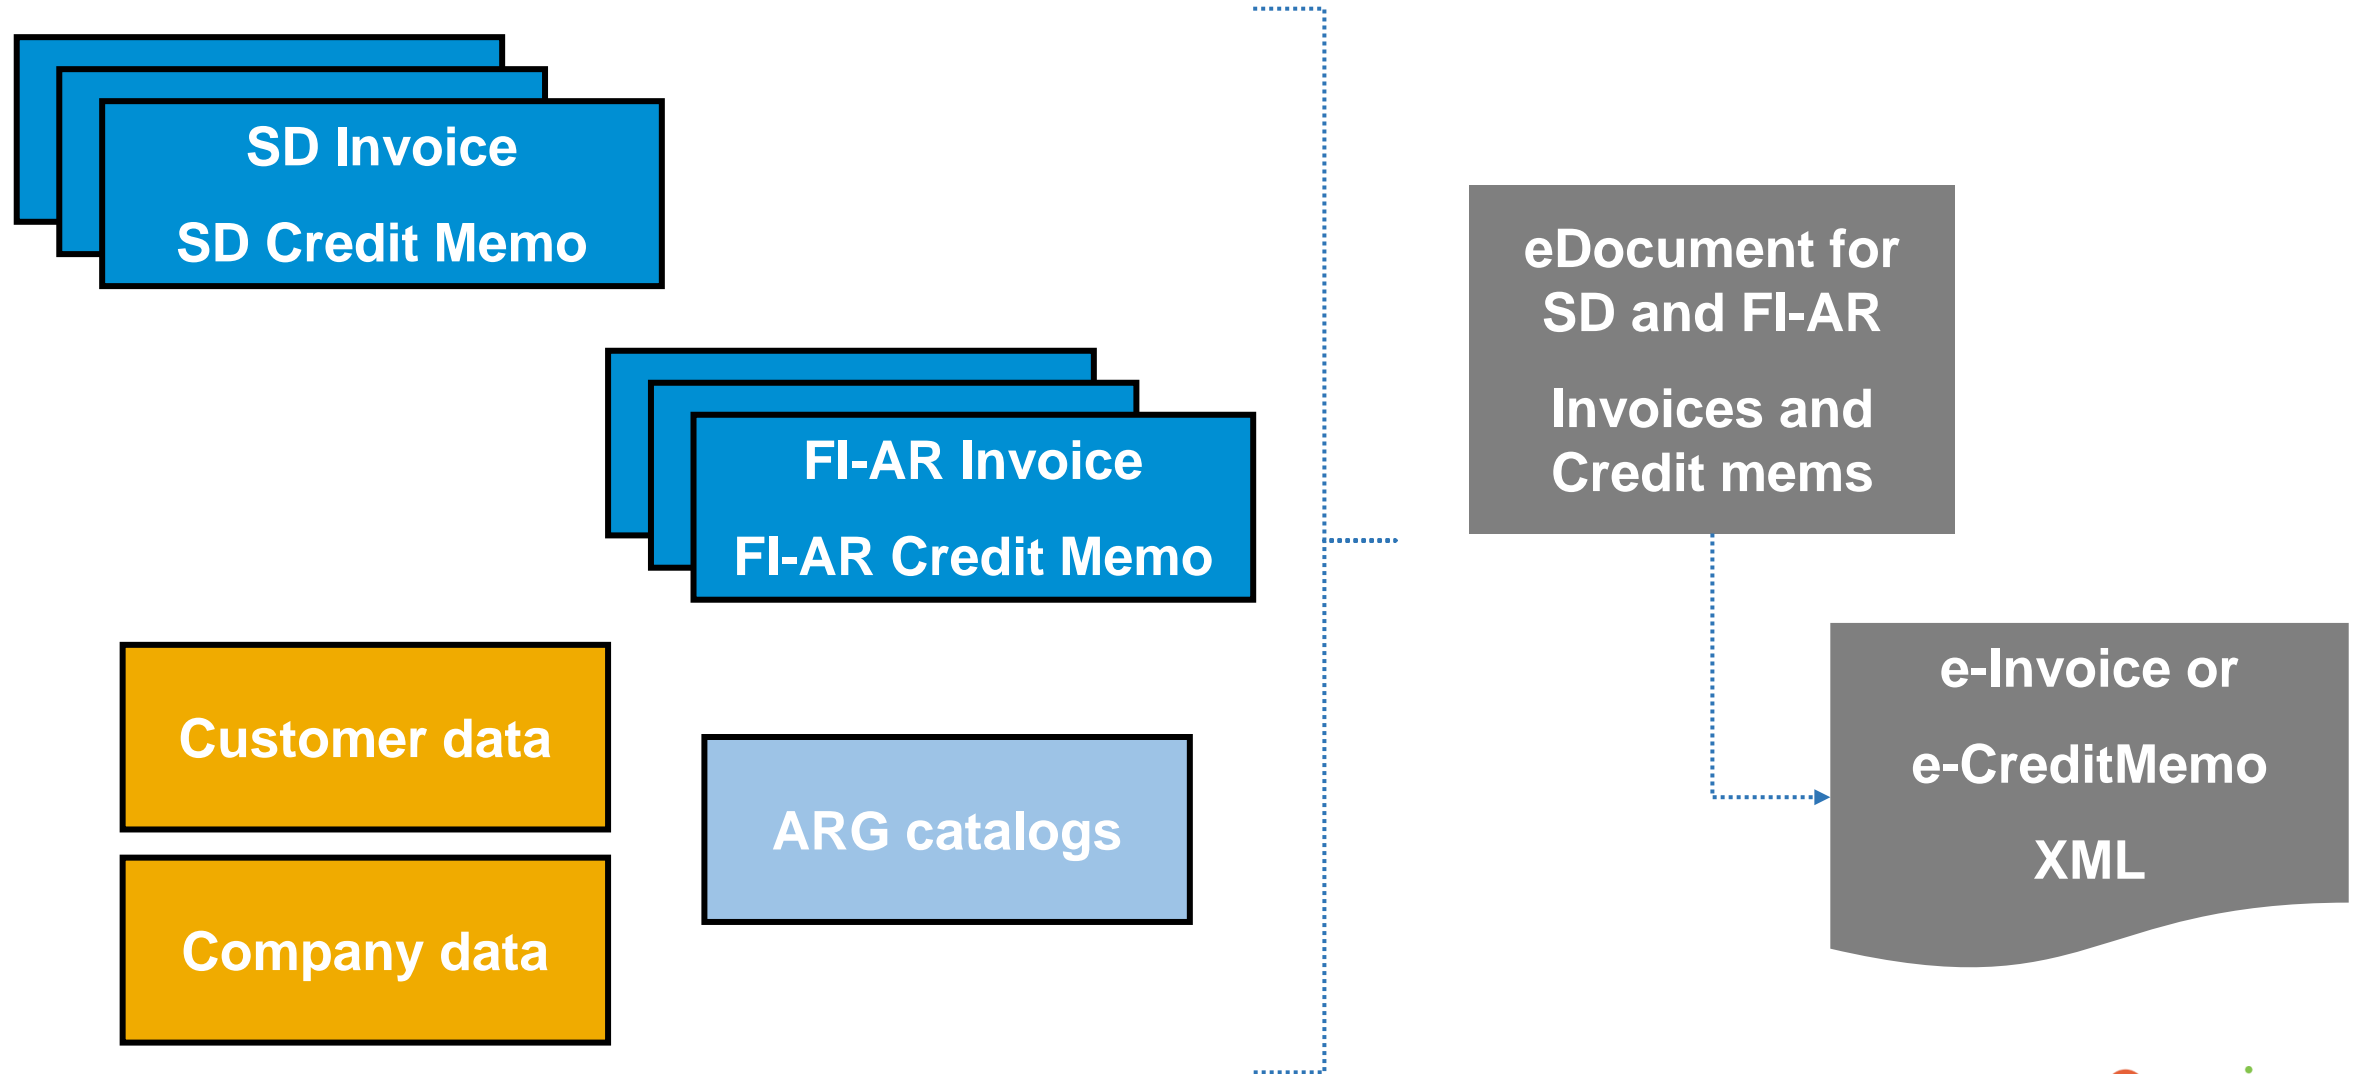 SD Invoice
SD Credit Memo
FI-AR Invoice
FI-AR Credit Memo
Customer data
Company data
ARG catalogs
eDocument for
SD and FI-AR
Invoices and
Credit mems
e-Invoice or
e-CreditMemo
XML